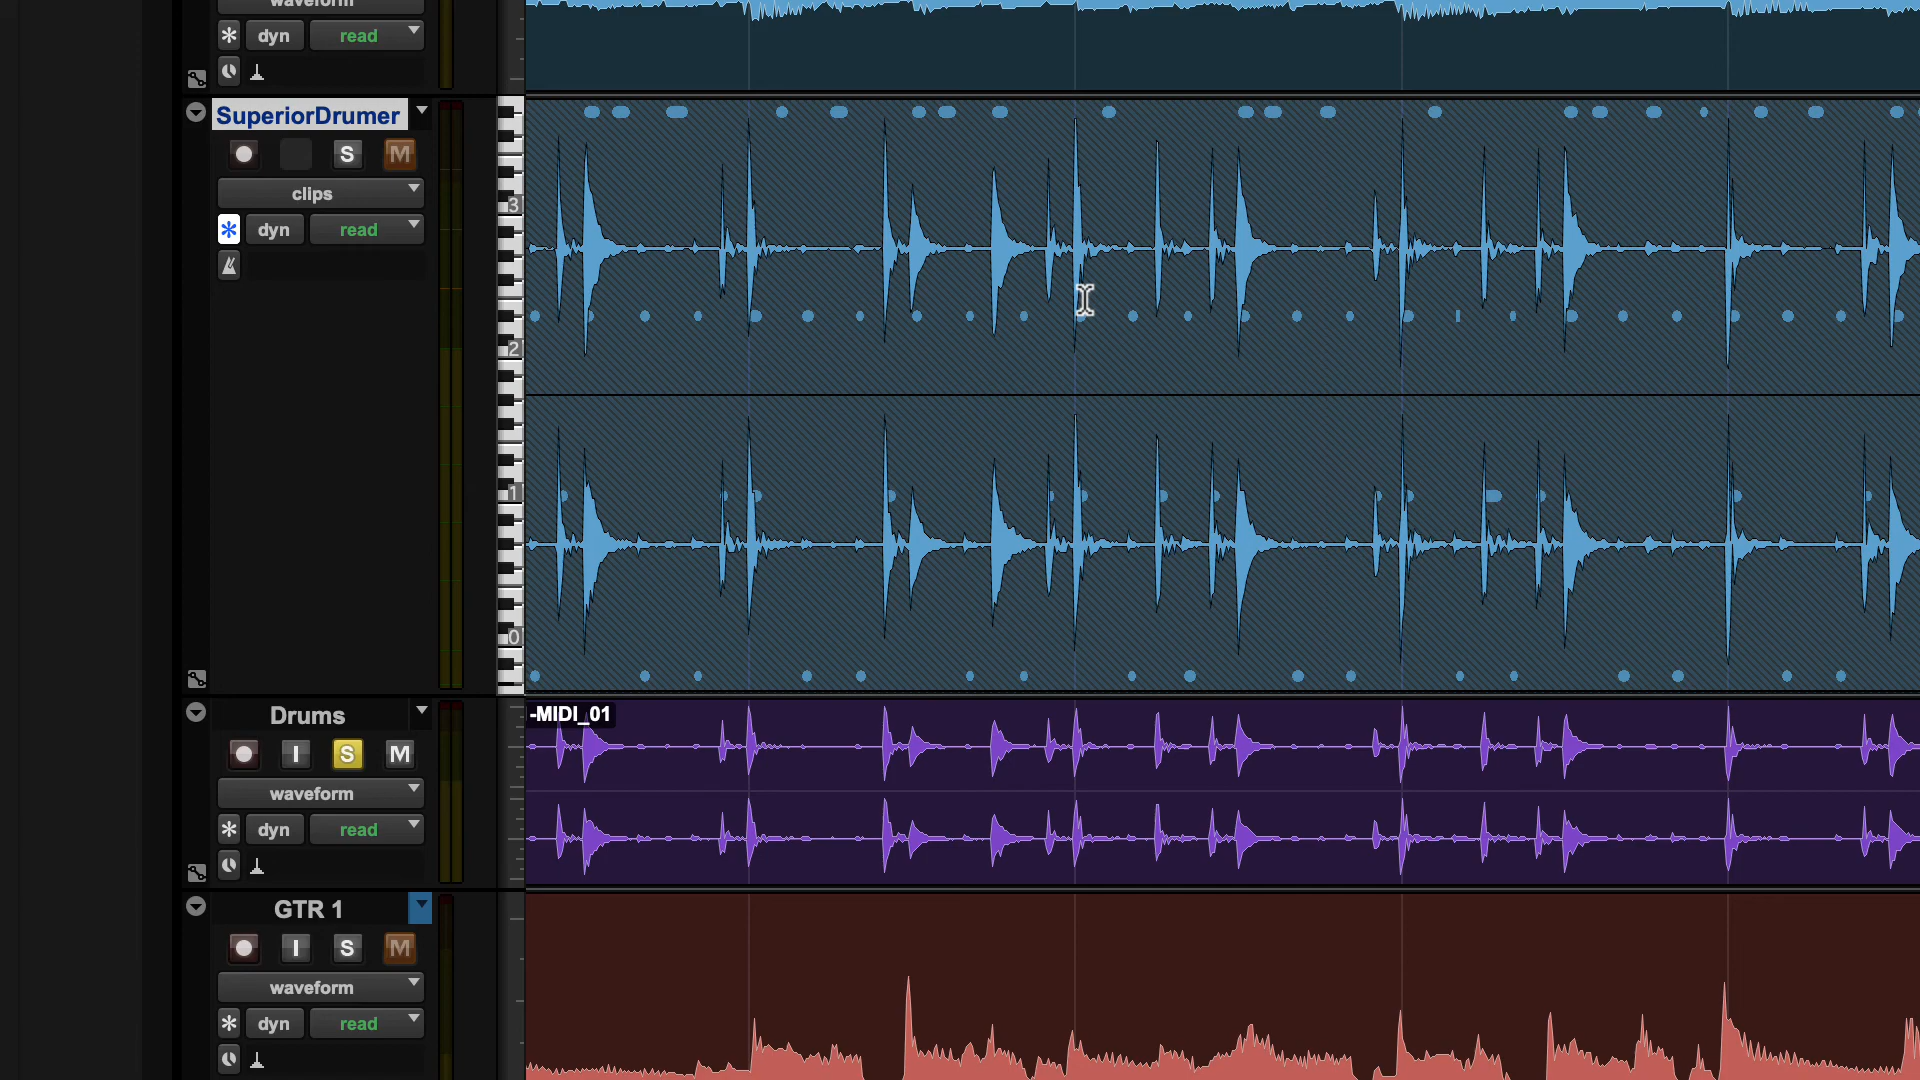 waveform
dyn read
SuperiorDrumer
S M
clips
dyn read
3
2
1
0
Drums
-MIDI_01
I S M
waveform
dyn read
GTR 1
I S M
waveform
dyn read